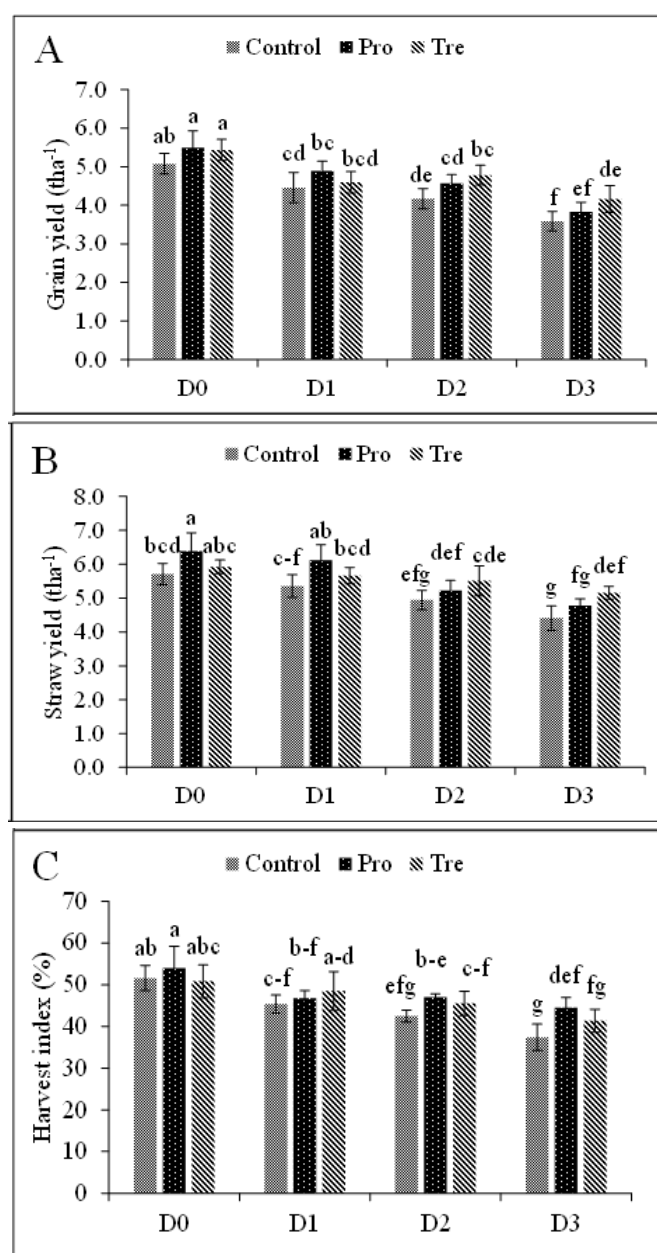 A
Control Pro Tre
7.0
6.0
5.0
4.0
3.0
2.0
1.0
0.0
Grain yield (tha-1)
ab a a
cd bc bcd
de cd bc
f ef de
D0 D1 D2 D3
B
Control Pro Tre
8.0
7.0
6.0
5.0
4.0
3.0
2.0
1.0
0.0
Straw yield (tha-1)
bcd a abc
c-f ab bcd
efg def cde
g fg def
D0 D1 D2 D3
C
Control Pro Tre
70
60
50
40
30
20
10
0
Harvest index (%)
ab a abc
c-f b-f a-d
efg b-e c-f
g def fg
D0 D1 D2 D3